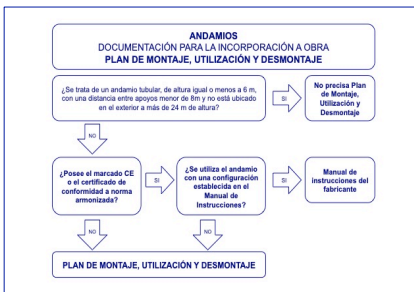 ANDAMIOS
DOCUMENTACIÓN PARA LA INCORPORACIÓN A OBRA
PLAN DE MONTAJE, UTILIZACIÓN Y DESMONTAJE
¿Se trata de un andamio tubular, de altura igual o menos a 6 m,
con una distancia entre apoyos menor de 8m y no está ubicado
en el exterior a más de 24 m de altura?
SI
No precisa Plan
de Montaje,
Utilización y
Desmontaje
NO
¿Posee el marcado CE
o el certificado de
conformidad a norma
armonizada?
SI
¿Se utiliza el andamio
con una configuración
establecida en el
Manual de
Instrucciones?
SI
Manual de
instrucciones del
fabricante
NO
NO
PLAN DE MONTAJE, UTILIZACIÓN Y DESMONTAJE